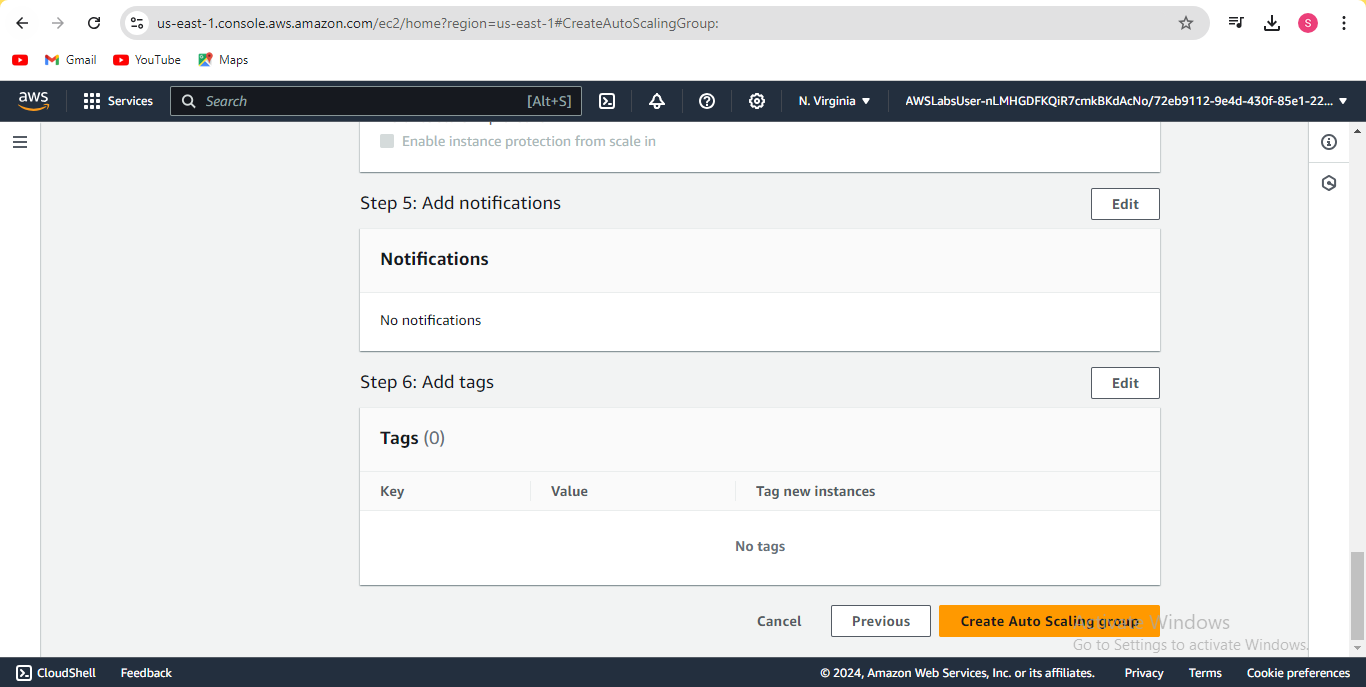 us-east-1.console.aws.amazon.com/ec2/home?region=us-east-1#CreateAutoScalingGroup:
S
Gmail
YouTube
Maps
aws
Services
Search
[Alt+S]
N. Virginia
AWSLabsUser-nLMHGDFKQiR7cmkBKdAcNo/72eb9112-9e4d-430f-85e1-22...
Enable instance protection from scale in
Step 5: Add notifications
Edit
Notifications
No notifications
Step 6: Add tags
Edit
Tags (0)
Key
Value
Tag new instances
No tags
Cancel
Previous
Create Auto Scaling group
Activate Windows
Go to Settings to activate Windows.
CloudShell
Feedback
© 2024, Amazon Web Services, Inc. or its affiliates.
Privacy
Terms
Cookie preferences